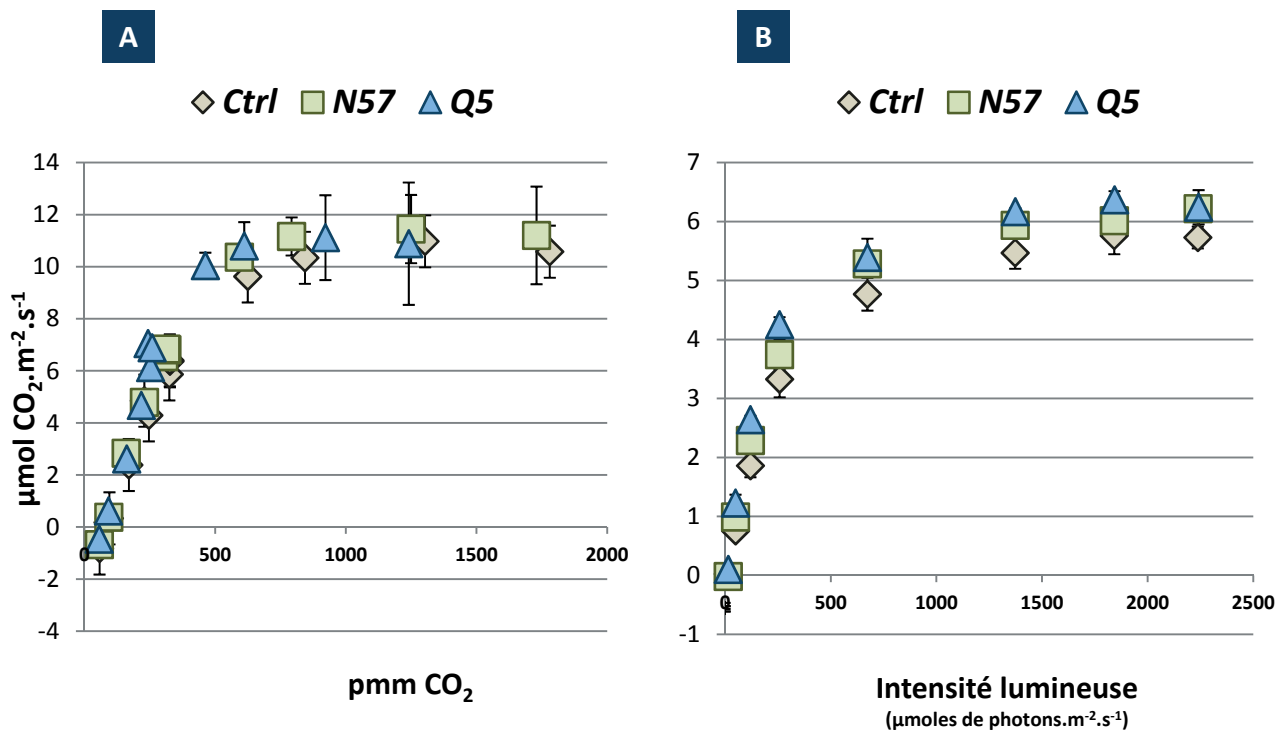 A
B
Ctrl N57 Q5
Ctrl N57 Q5
14
12
10
8
6
4
2
0
-2
-4
0 500 1000 1500 2000
µmol CO₂.m⁻².s⁻¹
pmm CO₂
7
6
5
4
3
2
1
0
-1
0 500 1000 1500 2000 2500
Intensité lumineuse
(µmoles de photons.m⁻².s⁻¹)